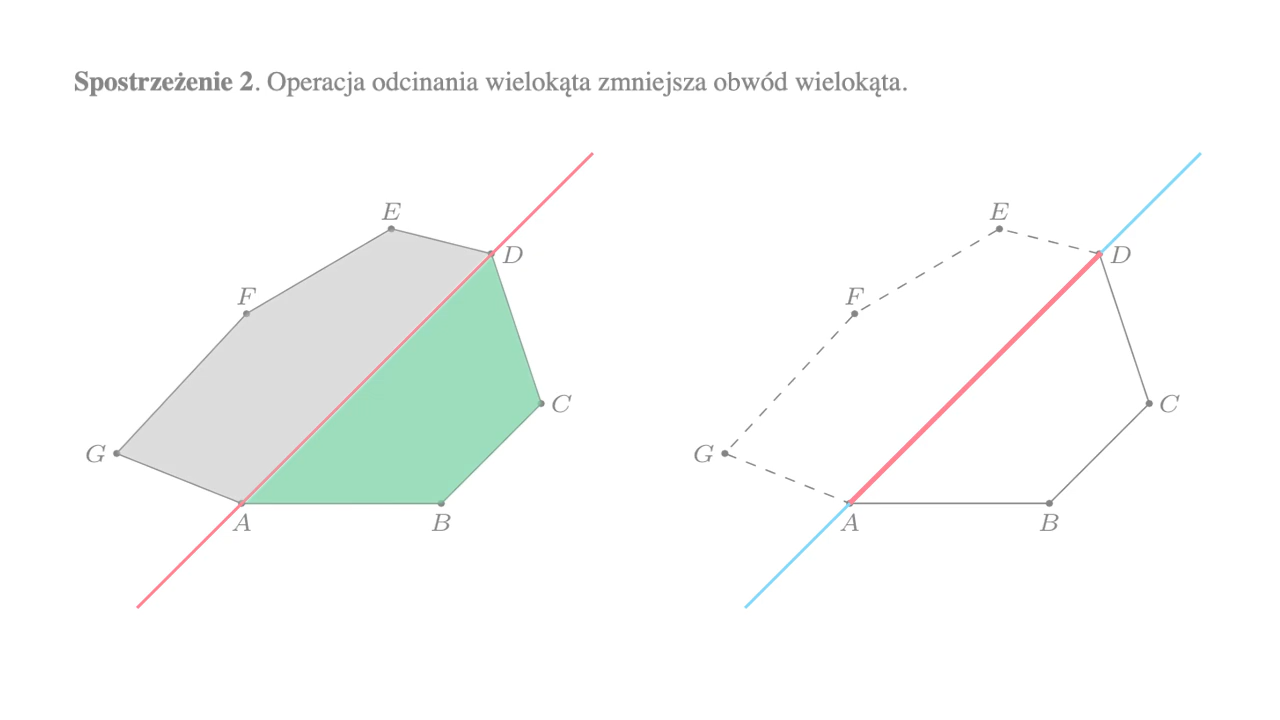 Spostrzeżenie 2. Operacja odcinania wielokąta zmniejsza obwód wielokąta.
E
D
F
C
G
A
B
E
D
F
C
G
A
B